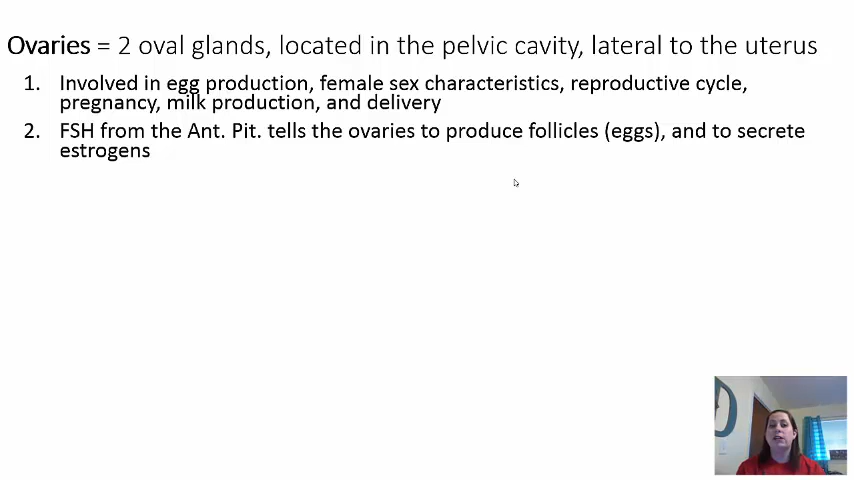 Ovaries = 2 oval glands, located in the pelvic cavity, lateral to the uterus
1. Involved in egg production, female sex characteristics, reproductive cycle,
pregnancy, milk production, and delivery
2. FSH from the Ant. Pit. tells the ovaries to produce follicles (eggs), and to secrete
estrogens